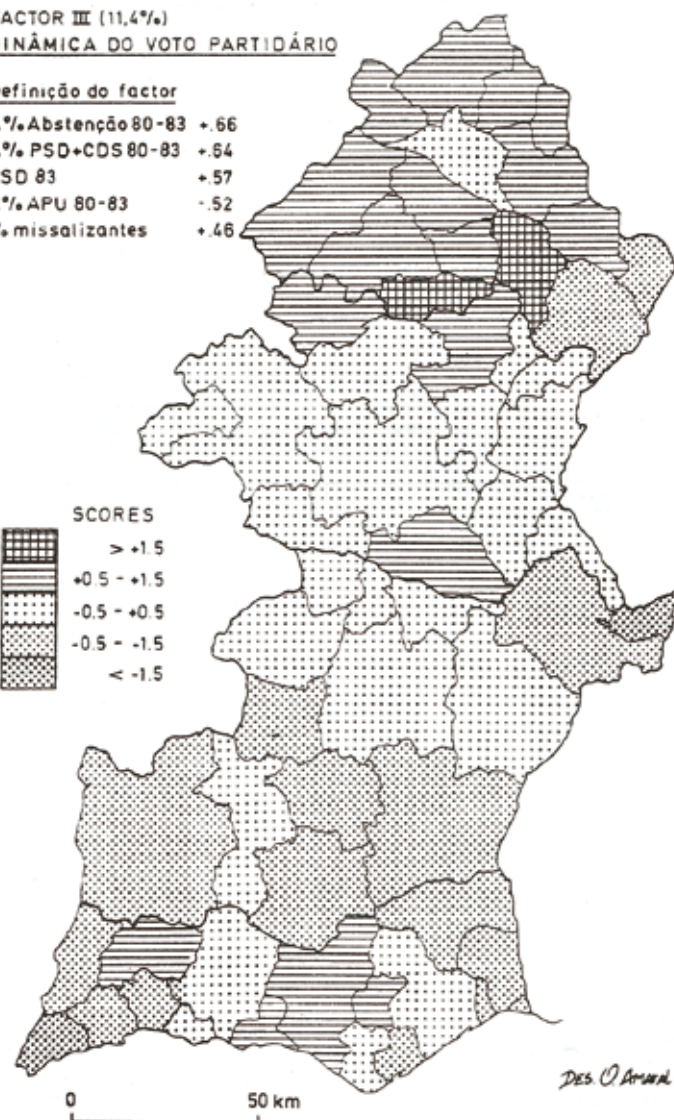 ACTOR III (11,4%)
INÂMICA DO VOTO PARTIDÁRIO
efinição do factor
% Abstenção 80-83 +.66
% PSD+CDS 80-83 +.64
SD 83 +.57
% APU 80-83 -.52
% missalizantes +.46
SCORES
> +1.5
+0.5 - +1.5
-0.5 - +0.5
-0.5 - -1.5
< -1.5
DES. O. AMARAL
0 50 km